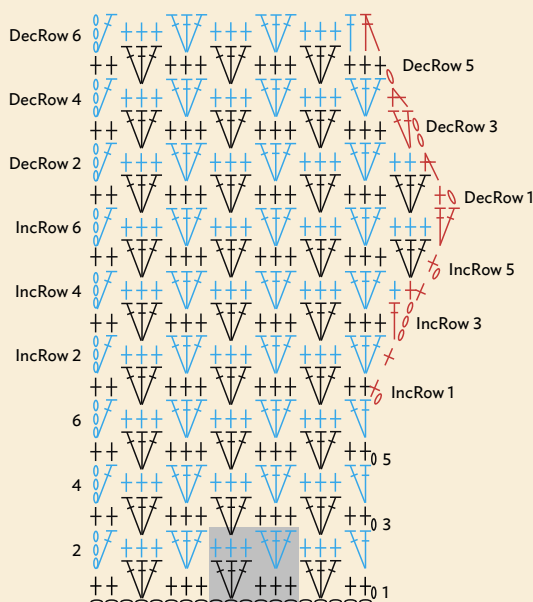 DecRow 6
DecRow 5
DecRow 4
DecRow 3
DecRow 2
DecRow 1
IncRow 6
IncRow 5
IncRow 4
IncRow 3
IncRow 2
IncRow 1
6
5
4
3
2
1